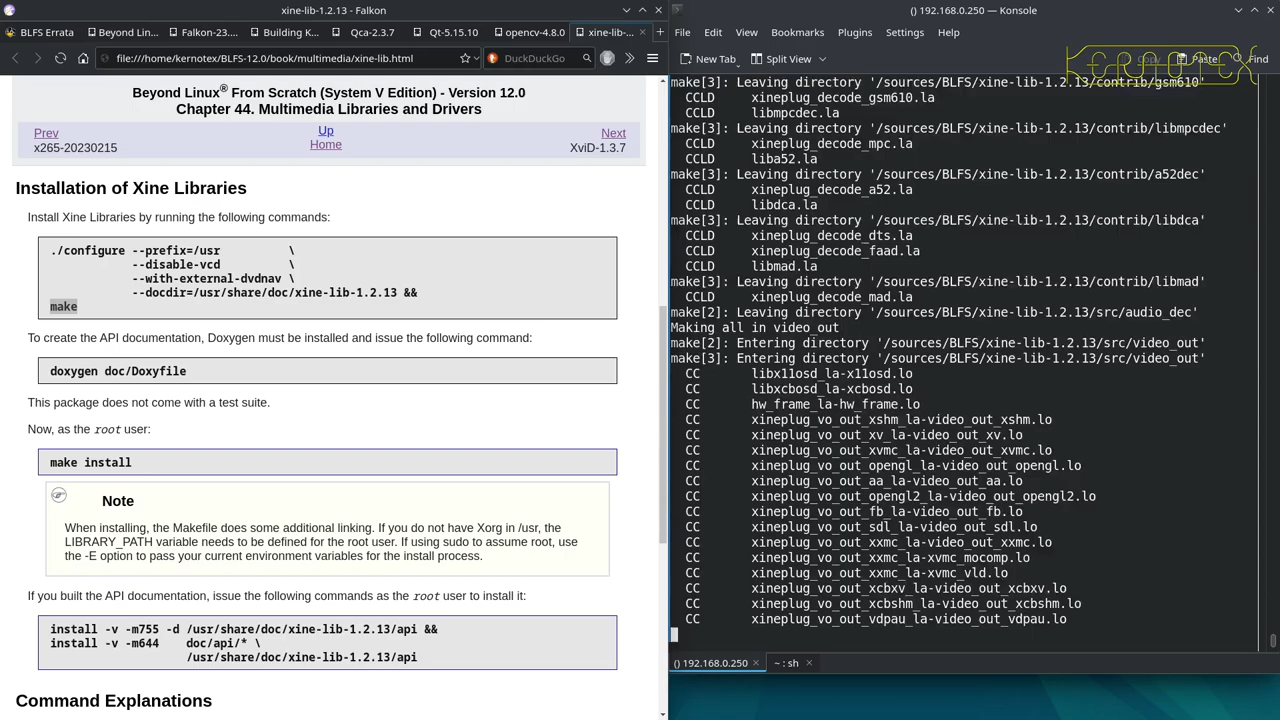 xine-lib-1.2.13 - Falkon
BLFS Errata
Beyond Lin...
Falkon-23....
Building K...
Qca-2.3.7
Qt-5.15.10
opencv-4.8.0
xine-lib-...
file:///home/kernotex/BLFS-12.0/book/multimedia/xine-lib.html
DuckDuckGo
Beyond Linux® From Scratch (System V Edition) - Version 12.0
Chapter 44. Multimedia Libraries and Drivers
Prev
Up
Next
x265-20230215
Home
XviD-1.3.7
Installation of Xine Libraries
Install Xine Libraries by running the following commands:
./configure --prefix=/usr \
--disable-vcd \
--with-external-dvdnav \
--docdir=/usr/share/doc/xine-lib-1.2.13 &&
make
To create the API documentation, Doxygen must be installed and issue the following command:
doxygen doc/Doxyfile
This package does not come with a test suite.
Now, as the root user:
make install
Note
When installing, the Makefile does some additional linking. If you do not have Xorg in /usr, the
LIBRARY_PATH variable needs to be defined for the root user. If using sudo to assume root, use
the -E option to pass your current environment variables for the install process.
If you built the API documentation, issue the following commands as the root user to install it:
install -v -m755 -d /usr/share/doc/xine-lib-1.2.13/api &&
install -v -m644 doc/api/* \
/usr/share/doc/xine-lib-1.2.13/api
Command Explanations
() 192.168.0.250 — Konsole
File Edit View Bookmarks Plugins Settings Help
New Tab
Split View
Copy
Paste
Find
KERNOTEX
make[3]: Leaving directory '/sources/BLFS/xine-lib-1.2.13/contrib/gsm610'
CCLD xineplug_decode_gsm610.la
CCLD libmpcdec.la
make[3]: Leaving directory '/sources/BLFS/xine-lib-1.2.13/contrib/libmpcdec'
CCLD xineplug_decode_mpc.la
CCLD liba52.la
make[3]: Leaving directory '/sources/BLFS/xine-lib-1.2.13/contrib/a52dec'
CCLD xineplug_decode_a52.la
CCLD libdca.la
make[3]: Leaving directory '/sources/BLFS/xine-lib-1.2.13/contrib/libdca'
CCLD xineplug_decode_dts.la
CCLD xineplug_decode_faad.la
CCLD libmad.la
make[3]: Leaving directory '/sources/BLFS/xine-lib-1.2.13/contrib/libmad'
CCLD xineplug_decode_mad.la
make[2]: Leaving directory '/sources/BLFS/xine-lib-1.2.13/src/audio_dec'
Making all in video_out
make[2]: Entering directory '/sources/BLFS/xine-lib-1.2.13/src/video_out'
make[3]: Entering directory '/sources/BLFS/xine-lib-1.2.13/src/video_out'
CC libx11osd_la-x11osd.lo
CC libxcbosd_la-xcbosd.lo
CC hw_frame_la-hw_frame.lo
CC xineplug_vo_out_xshm_la-video_out_xshm.lo
CC xineplug_vo_out_xv_la-video_out_xv.lo
CC xineplug_vo_out_xvmc_la-video_out_xvmc.lo
CC xineplug_vo_out_opengl_la-video_out_opengl.lo
CC xineplug_vo_out_aa_la-video_out_aa.lo
CC xineplug_vo_out_opengl2_la-video_out_opengl2.lo
CC xineplug_vo_out_fb_la-video_out_fb.lo
CC xineplug_vo_out_sdl_la-video_out_sdl.lo
CC xineplug_vo_out_xxmc_la-video_out_xxmc.lo
CC xineplug_vo_out_xxmc_la-xvmc_mocomp.lo
CC xineplug_vo_out_xxmc_la-xvmc_vld.lo
CC xineplug_vo_out_xcbxv_la-video_out_xcbxv.lo
CC xineplug_vo_out_xcbshm_la-video_out_xcbshm.lo
CC xineplug_vo_out_vdpau_la-video_out_vdpau.lo
() 192.168.0.250
~ : sh